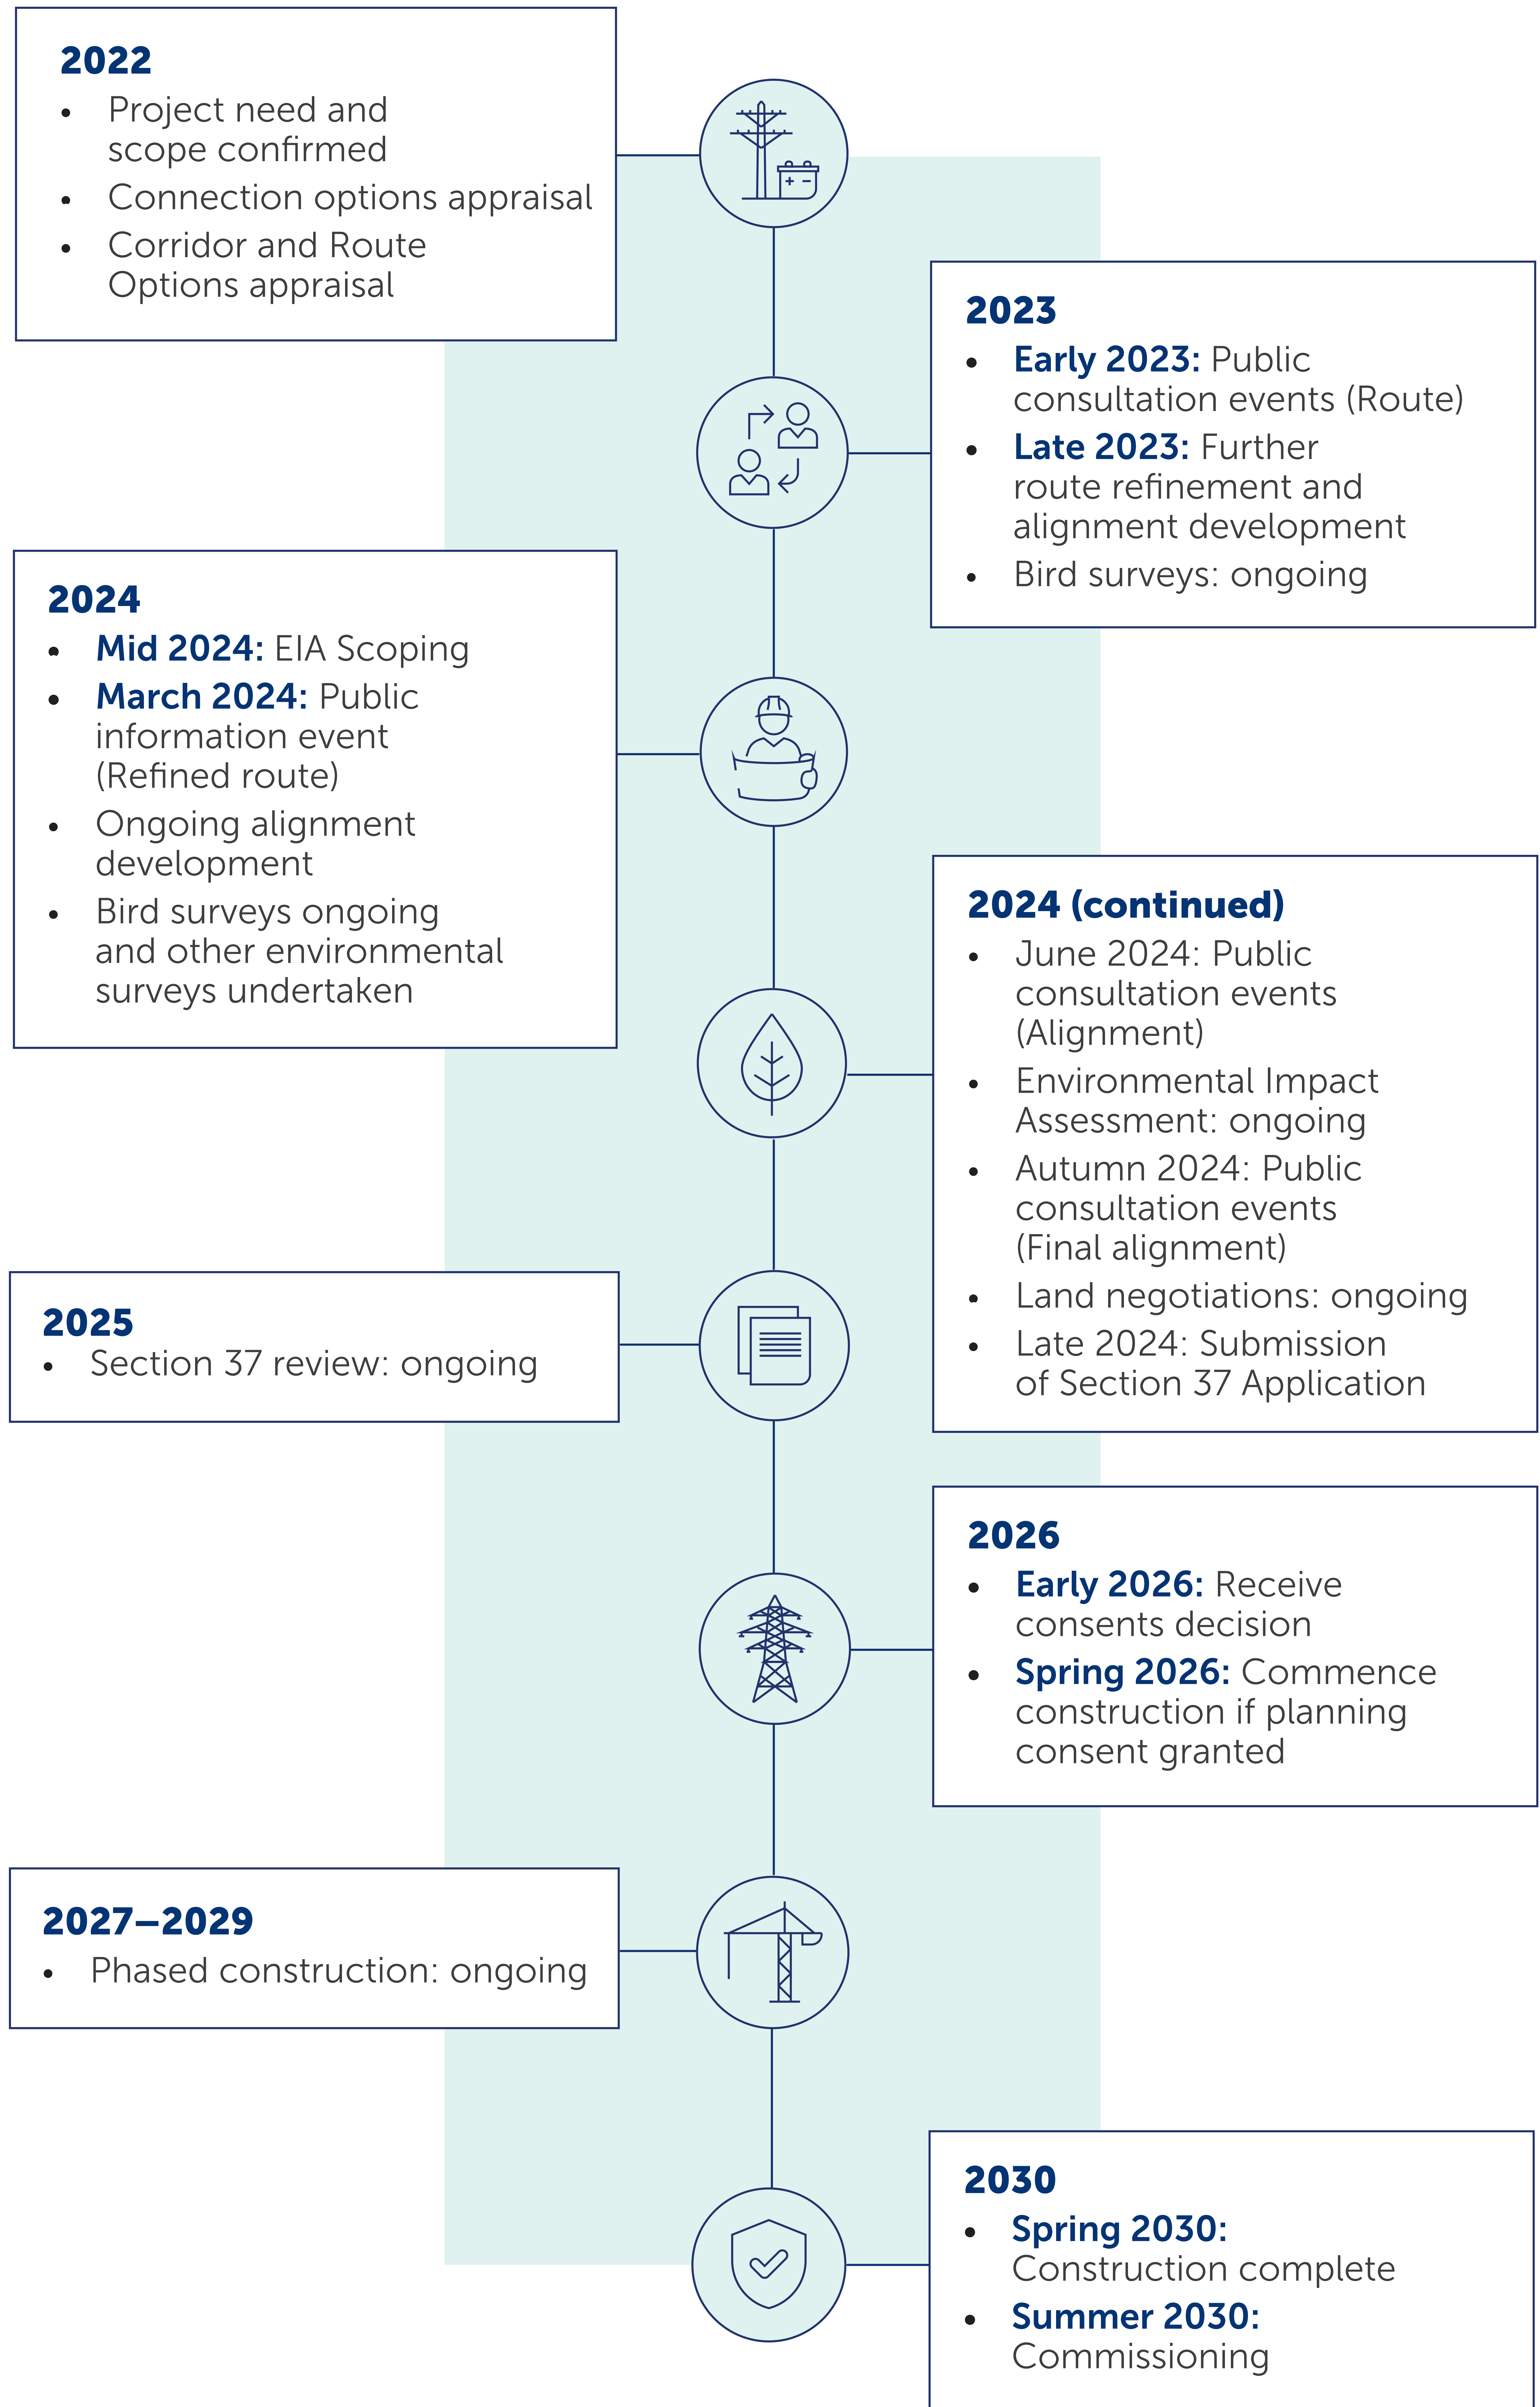 2022
• Project need and
scope confirmed
• Connection options appraisal
• Corridor and Route
Options appraisal
2023
• Early 2023: Public
consultation events (Route)
• Late 2023: Further
route refinement and
alignment development
• Bird surveys: ongoing
2024
• Mid 2024: EIA Scoping
• March 2024: Public
information event
(Refined route)
• Ongoing alignment
development
• Bird surveys ongoing
and other environmental
surveys undertaken
2024 (continued)
• June 2024: Public
consultation events
(Alignment)
• Environmental Impact
Assessment: ongoing
• Autumn 2024: Public
consultation events
(Final alignment)
• Land negotiations: ongoing
• Late 2024: Submission
of Section 37 Application
2025
• Section 37 review: ongoing
2026
• Early 2026: Receive
consents decision
• Spring 2026: Commence
construction if planning
consent granted
2027–2029
• Phased construction: ongoing
2030
• Spring 2030:
Construction complete
• Summer 2030:
Commissioning